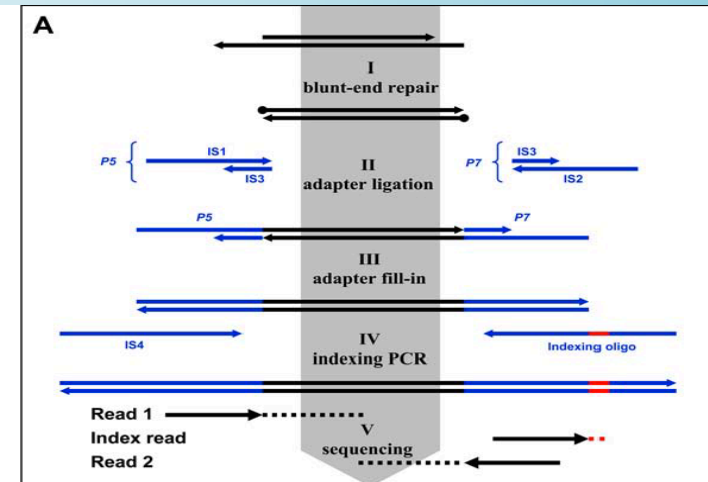 A
I
blunt-end repair
P5
IS1
IS3
II
adapter ligation
P7
IS3
IS2
P5
P7
III
adapter fill-in
IS4
IV
indexing PCR
Indexing oligo
Read 1
Index read
Read 2
V
sequencing